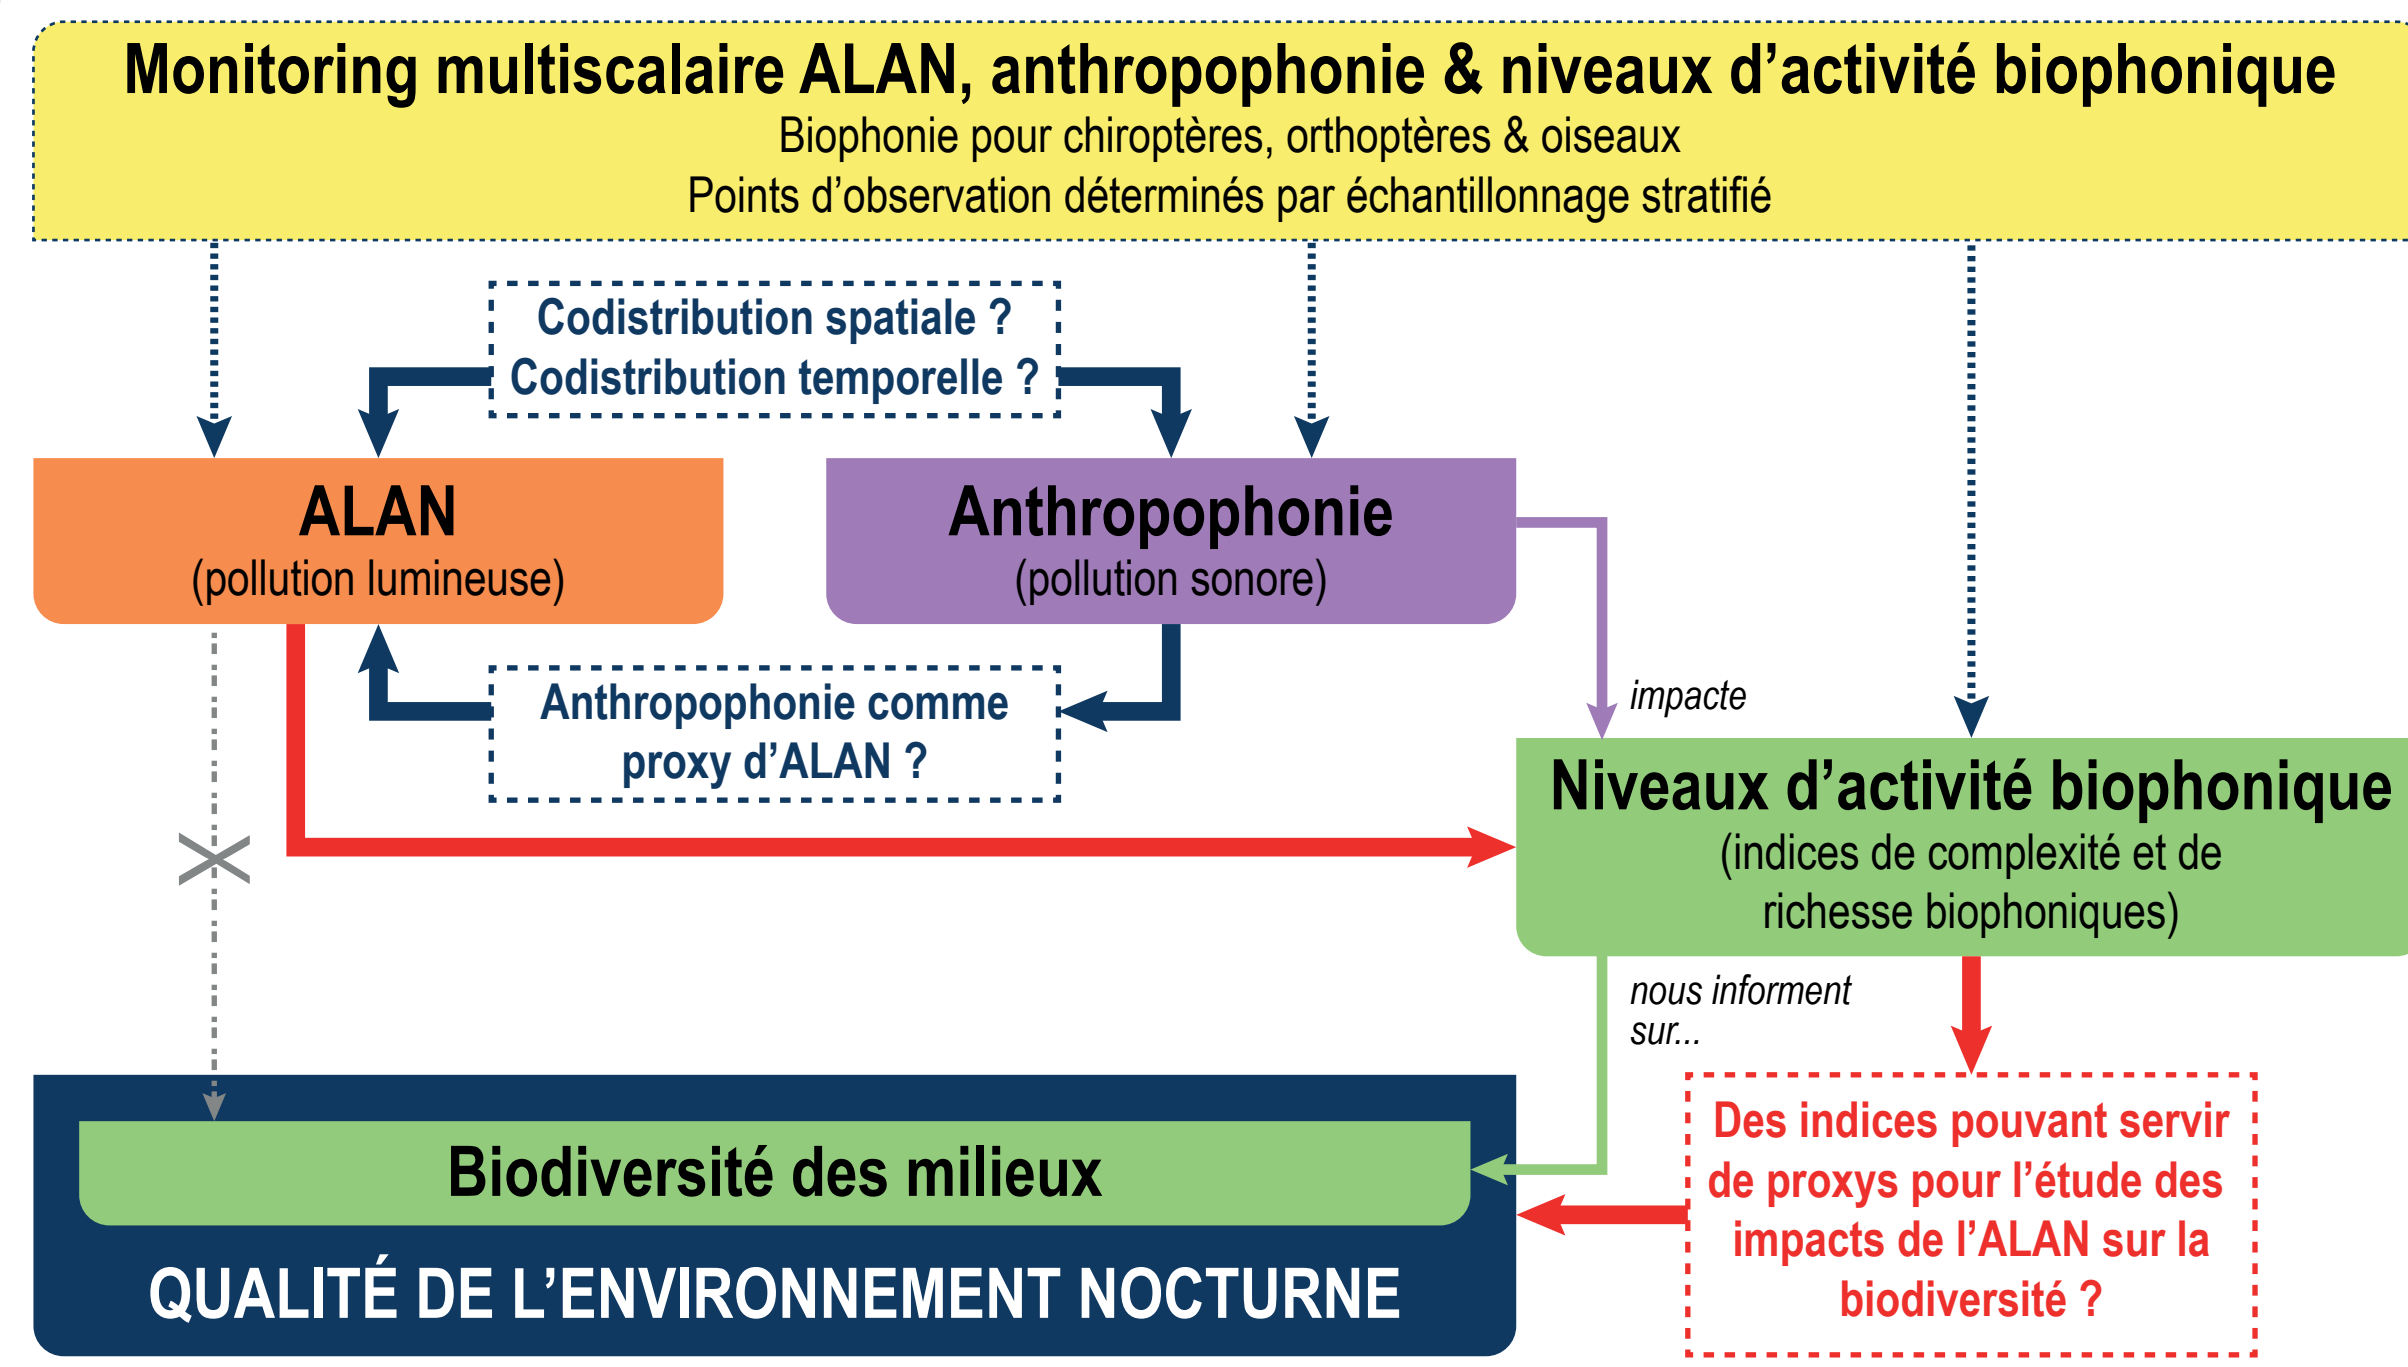 Monitoring multiscalaire ALAN, anthropophonie & niveaux d’activité biophonique
Biophonie pour chiroptères, orthoptères & oiseaux
Points d’observation déterminés par échantillonnage stratifié
Codistribution spatiale ?
Codistribution temporelle ?
ALAN
(pollution lumineuse)
Anthropophonie
(pollution sonore)
Anthropophonie comme
proxy d’ALAN ?
impacte
Niveaux d’activité biophonique
(indices de complexité et de
richesse biophoniques)
nous informent
sur...
Des indices pouvant servir
de proxys pour l’étude des
impacts de l’ALAN sur la
biodiversité ?
Biodiversité des milieux
QUALITÉ DE L’ENVIRONNEMENT NOCTURNE